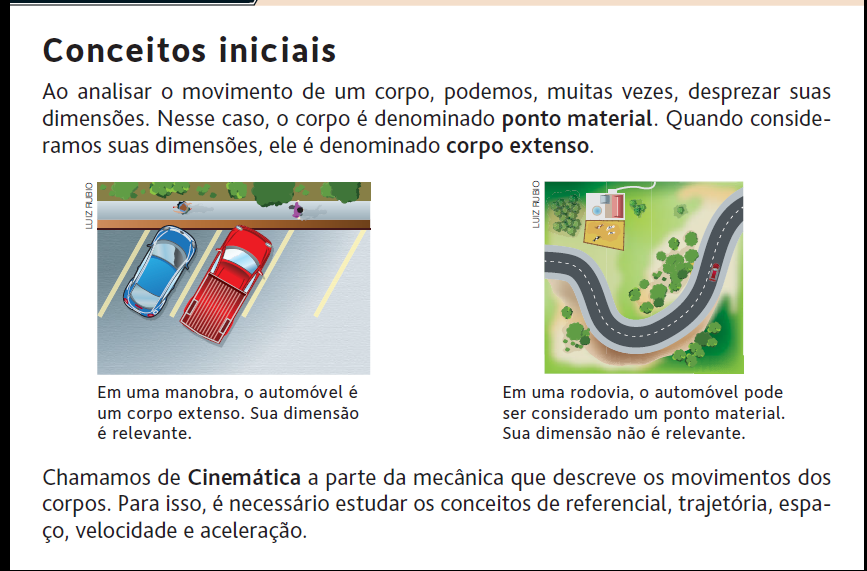 Conceitos iniciais
Ao analisar o movimento de um corpo, podemos, muitas vezes, desprezar suas
dimensões. Nesse caso, o corpo é denominado ponto material. Quando conside-
ramos suas dimensões, ele é denominado corpo extenso.
LUIZ RUBIO
LUIZ RUBIO
Em uma manobra, o automóvel é
um corpo extenso. Sua dimensão
é relevante.
Em uma rodovia, o automóvel pode
ser considerado um ponto material.
Sua dimensão não é relevante.
Chamamos de Cinemática a parte da mecânica que descreve os movimentos dos
corpos. Para isso, é necessário estudar os conceitos de referencial, trajetória, espa-
ço, velocidade e aceleração.